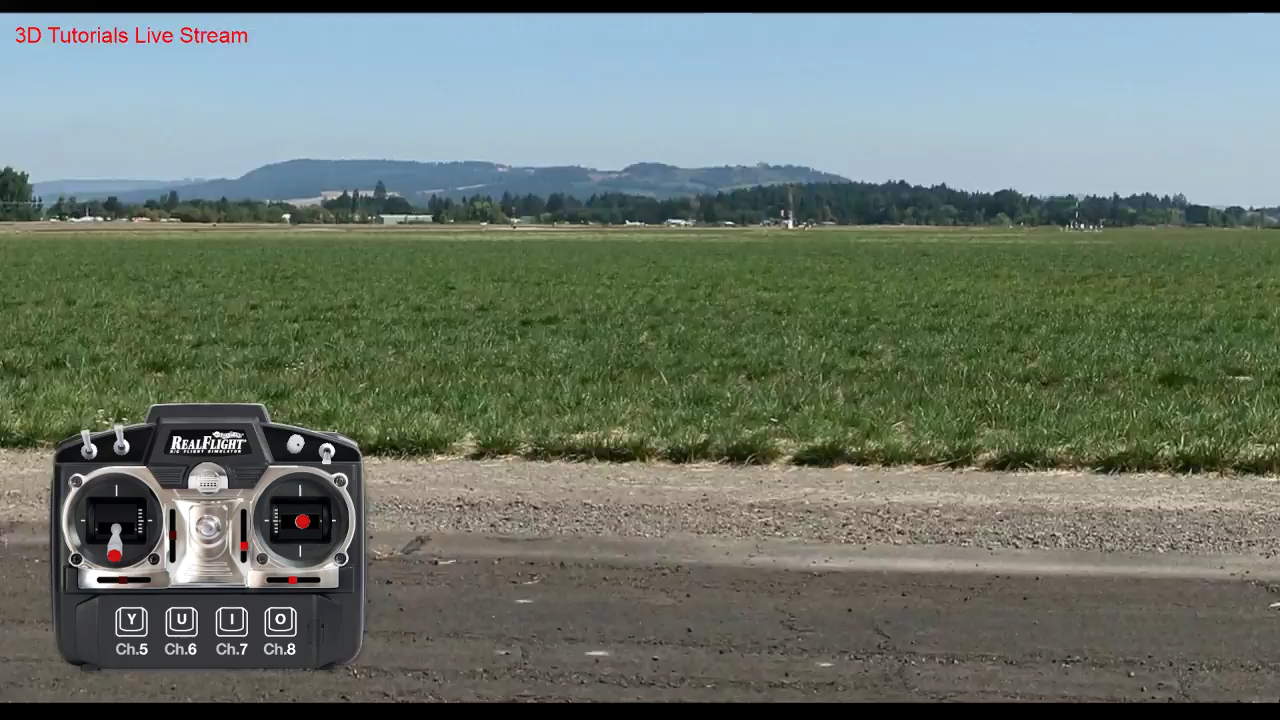 3D Tutorials Live Stream
REALFLIGHT
R/C FLIGHT SIMULATOR
Y U I O
Ch.5 Ch.6 Ch.7 Ch.8